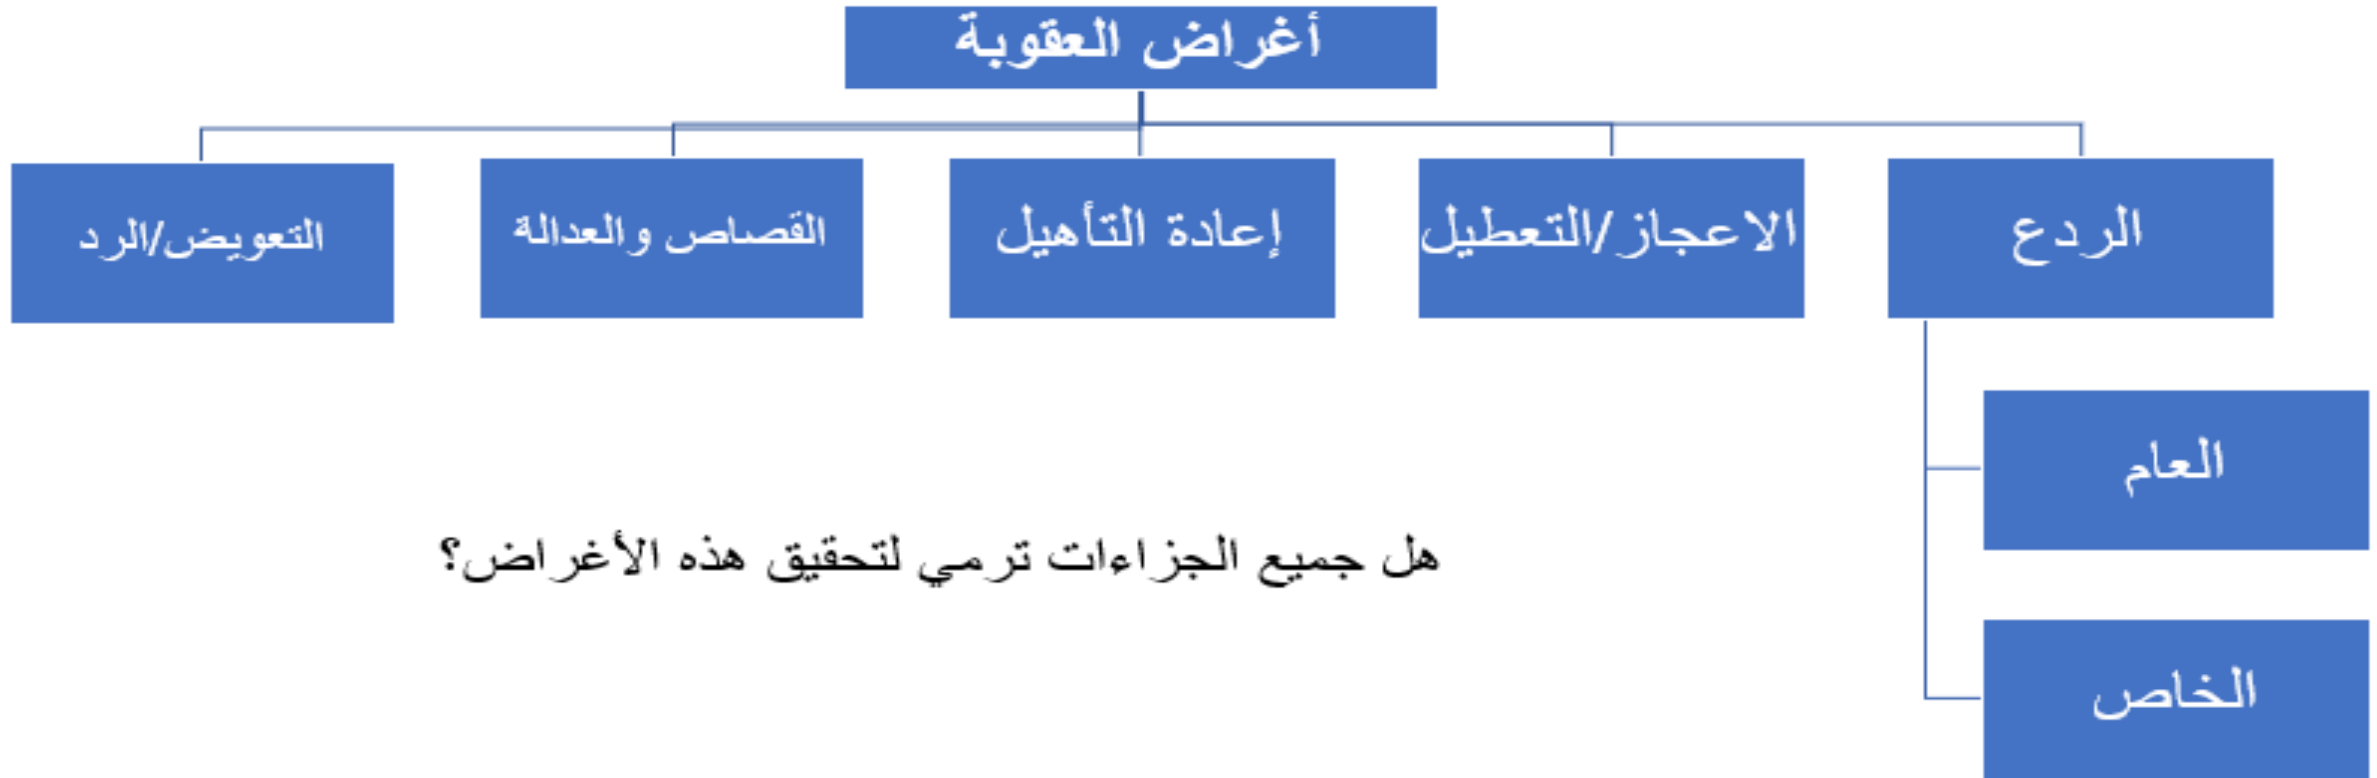 أغراض العقوبة
الردع
الاعجاز/التعطيل
إعادة التأهيل
القصاص والعدالة
التعويض/الرد
العام
هل جميع الجزاءات ترمي لتحقيق هذه الأغراض؟
الخاص